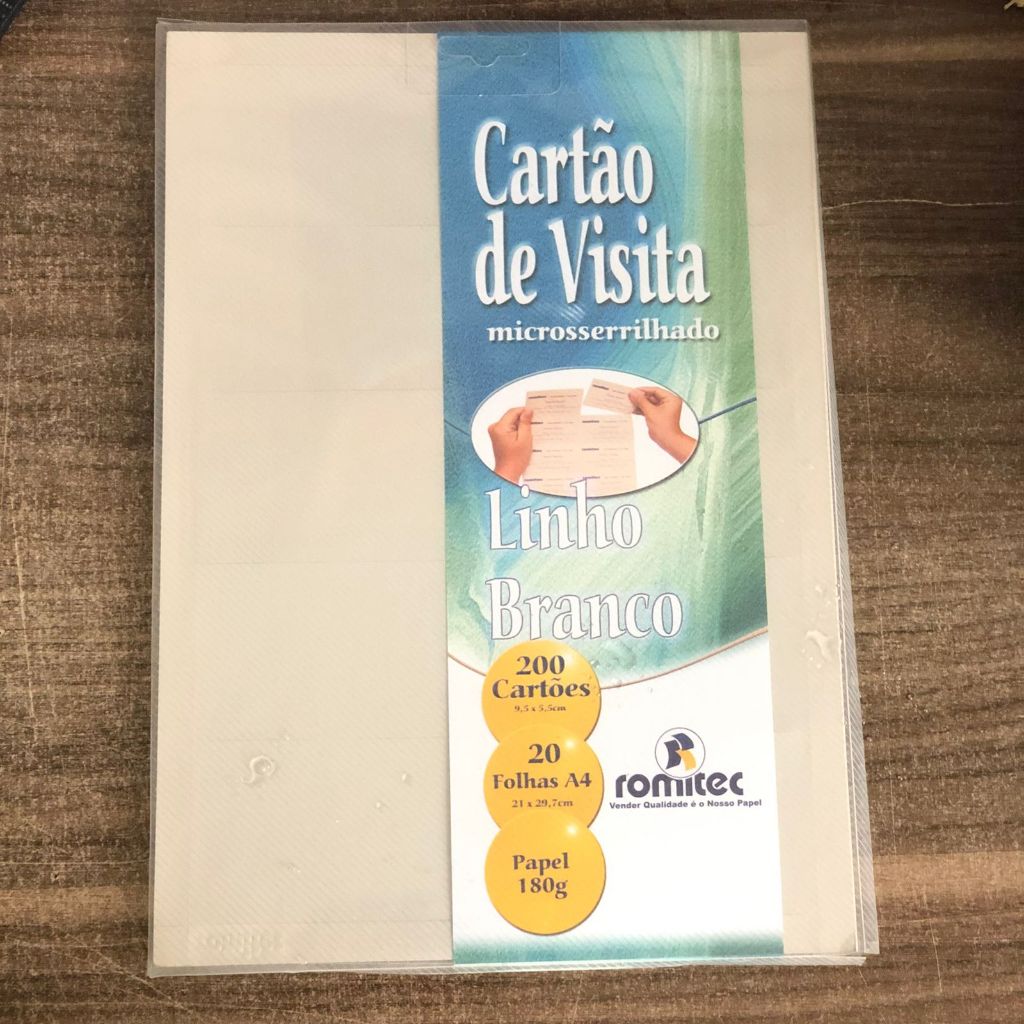 Cartão
de Visita
microsserrilhado
Linho
Branco
200
Cartões
9,5 x 5,5cm
20
Folhas A4
21 x 29,7cm
romitec
Vender Qualidade é o Nosso Papel
Papel
180g